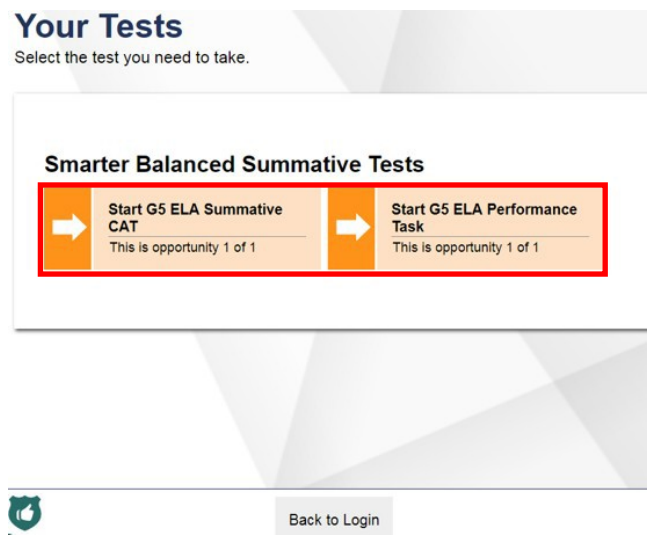 Your Tests
Select the test you need to take.
Smarter Balanced Summative Tests
Start G5 ELA Summative
CAT
This is opportunity 1 of 1
Start G5 ELA Performance
Task
This is opportunity 1 of 1
Back to Login